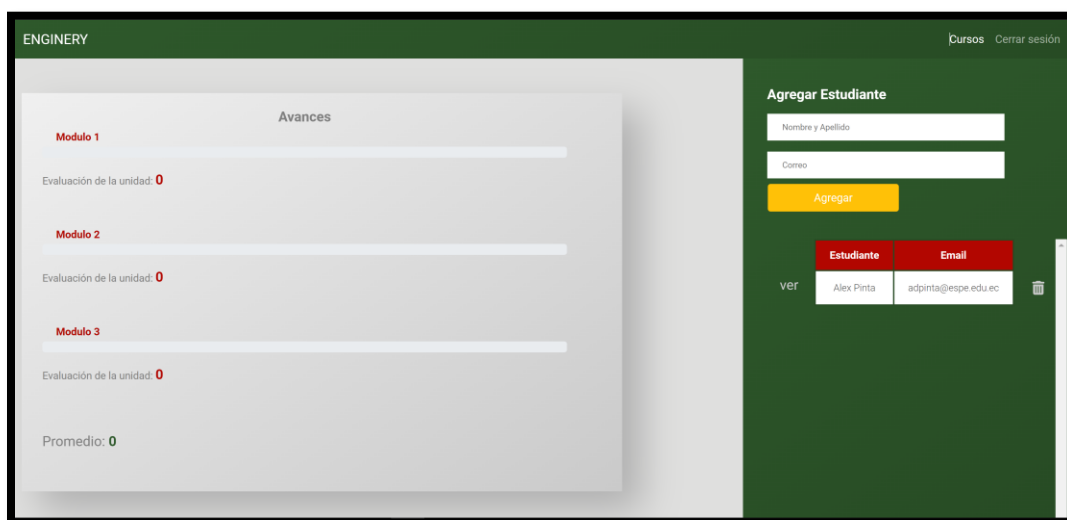 ENGINERY
Cursos Cerrar sesión
Avances
Modulo 1
Evaluación de la unidad: 0
Modulo 2
Evaluación de la unidad: 0
Modulo 3
Evaluación de la unidad: 0
Promedio: 0
Agregar Estudiante
Nombre y Apellido
Correo
Agregar
Estudiante Email
ver Alex Pinta adpinta@espe.edu.ec